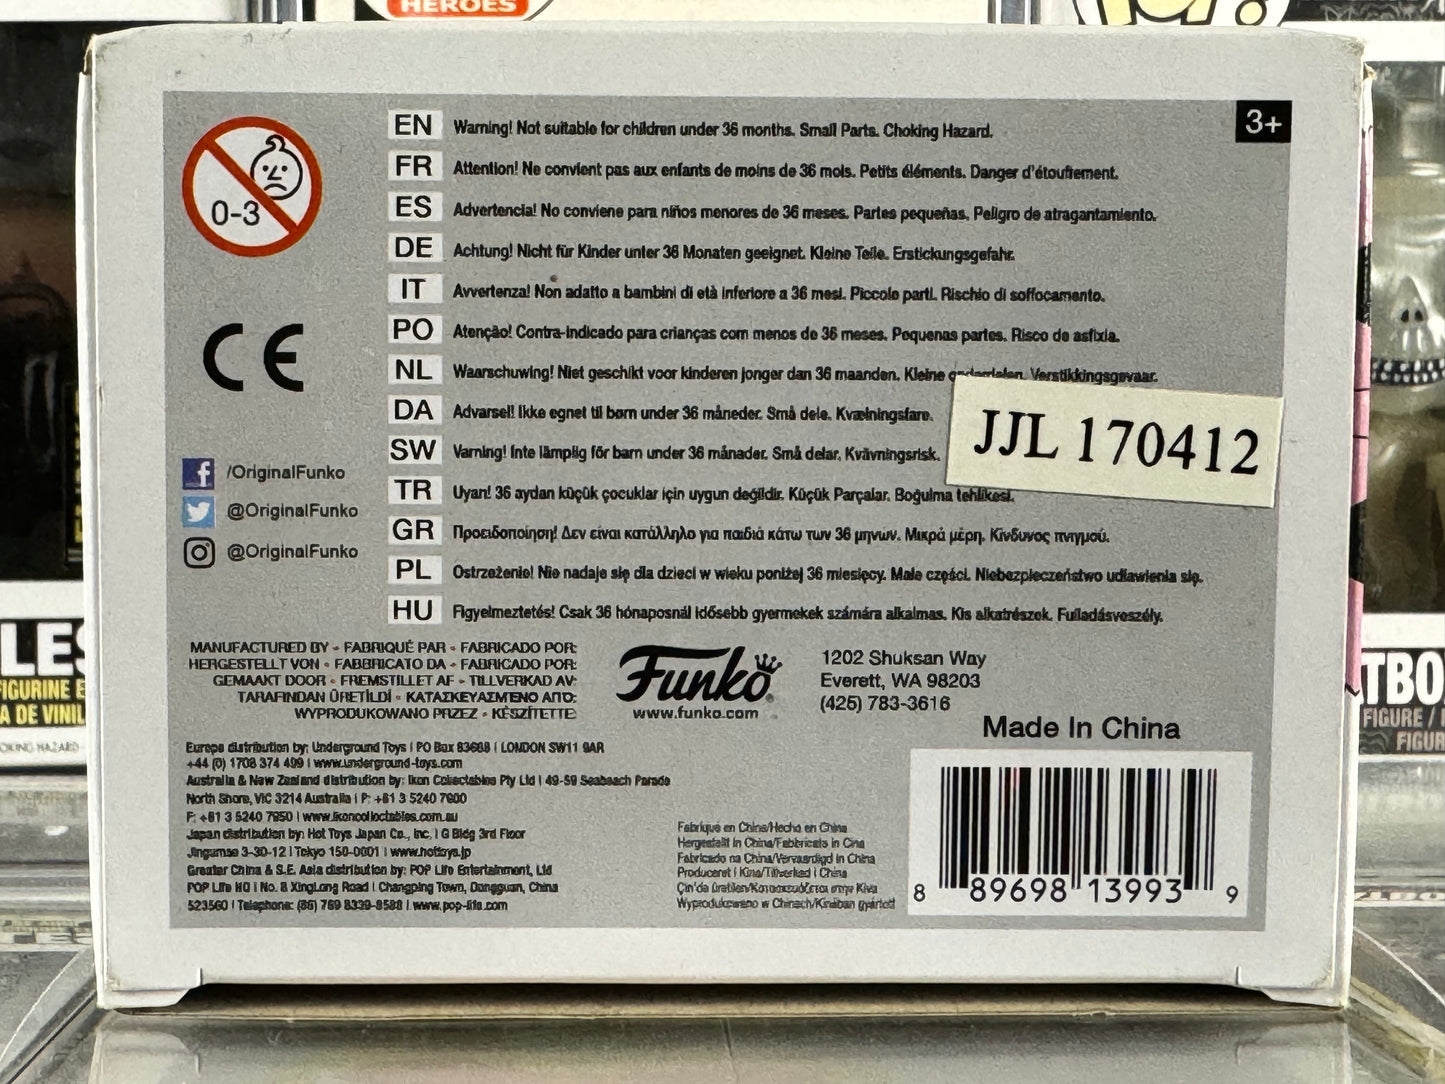 HEROES
EN Warning! Not suitable for children under 36 months. Small Parts. Choking Hazard.
3+
FR Attention! Ne convient pas aux enfants de moins de 36 mois. Petits éléments. Danger d'étouffement.
0-3
ES Advertencia! No conviene para niños menores de 36 meses. Partes pequeñas. Peligro de atragantamiento.
DE Achtung! Nicht für Kinder unter 36 Monaten geeignet. Kleine Teile. Erstickungsgefahr.
IT Avvertenza! Non adatto a bambini di età inferiore a 36 mesi. Piccole parti. Rischio di soffocamento.
PO Atenção! Contra-indicado para crianças com menos de 36 meses. Pequenas partes. Risco de asfixia.
CE
NL Waarschuwing! Niet geschikt voor kinderen jonger dan 36 maanden. Kleine onderdelen. Verstikkingsgevaar.
DA Advarsel! Ikke egnet til børn under 36 måneder. Små dele. Kvælningsfare.
JJL 170412
SW Varning! Inte lämplig för barn under 36 månader. Små delar. Kvävningsrisk.
TR Uyarı! 36 aydan küçük çocuklar için uygun değildir. Küçük Parçalar. Boğulma tehlikesi.
GR Προειδοποίηση! Δεν είναι κατάλληλο για παιδιά κάτω των 36 μηνών. Μικρά μέρη. Κίνδυνος πνιγμού.
PL Ostrzeżenie! Nie nadaje się dla dzieci w wieku poniżej 36 miesięcy. Małe części. Niebezpieczeństwo udławienia się.
HU Figyelmeztetés! Csak 36 hónaposnál idősebb gyermekek számára alkalmas. Kis alkatrészek. Fulladásveszély.
/OriginalFunko
@OriginalFunko
@OriginalFunko
MANUFACTURED BY - FABRIQUÉ PAR - FABRICADO POR:
HERGESTELLT VON - FABBRICATO DA - FABRICADO POR:
GEMAAKT DOOR - FREMSTILLET AF - TILLVERKAD AV:
TARAFINDAN ÜRETİLDİ - ΚΑΤΑΣΚΕΥΑΣΜΈΝΟ ΑΠΌ:
WYPRODUKOWANO PRZEZ - KÉSZÍTETTE:
Funko
www.funko.com
1202 Shuksan Way
Everett, WA 98203
(425) 783-3616
Made In China
Europe distribution by: Underground Toys | PO Box 63668 | LONDON SW11 9AR
+44 (0) 1708 374 499 | www.underground-toys.com
Australia & New Zealand distribution by: Ikon Collectables Pty Ltd | 49-59 Seabeach Parade
North Shore, VIC 3214 Australia | P: +61 3 5240 7900
F: +61 3 5240 7950 | www.ikoncollectables.com.au
Japan distribution by: Hot Toys Japan Co., Inc. | G Bldg 3rd Floor
Jingumae 3-30-12 | Tokyo 150-0001 | www.hottoys.jp
Greater China & S.E. Asia distribution by: POP Life Entertainment, Ltd
POP Life HQ | No. 8 XingLong Road | Changping Town, Dongguan, China
523560 | Telephone: (86) 769 8339-8588 | www.pop-life.com
Fabriqué en China/Hecho en China
Hergestellt in China/Fabbricato in Cina
Fabricado na China/Vervaardigd in China
Produceret i Kina/Tillverkad i China
Çin'da üretilen/Κατασκευάζεται στην Κίνα
Wyprodukowano w Chinach/Kínában gyártott
8 89698 13993 9
LES
FIGURINE
A DE VINIL
TBO
FIGURE /
FIGUR